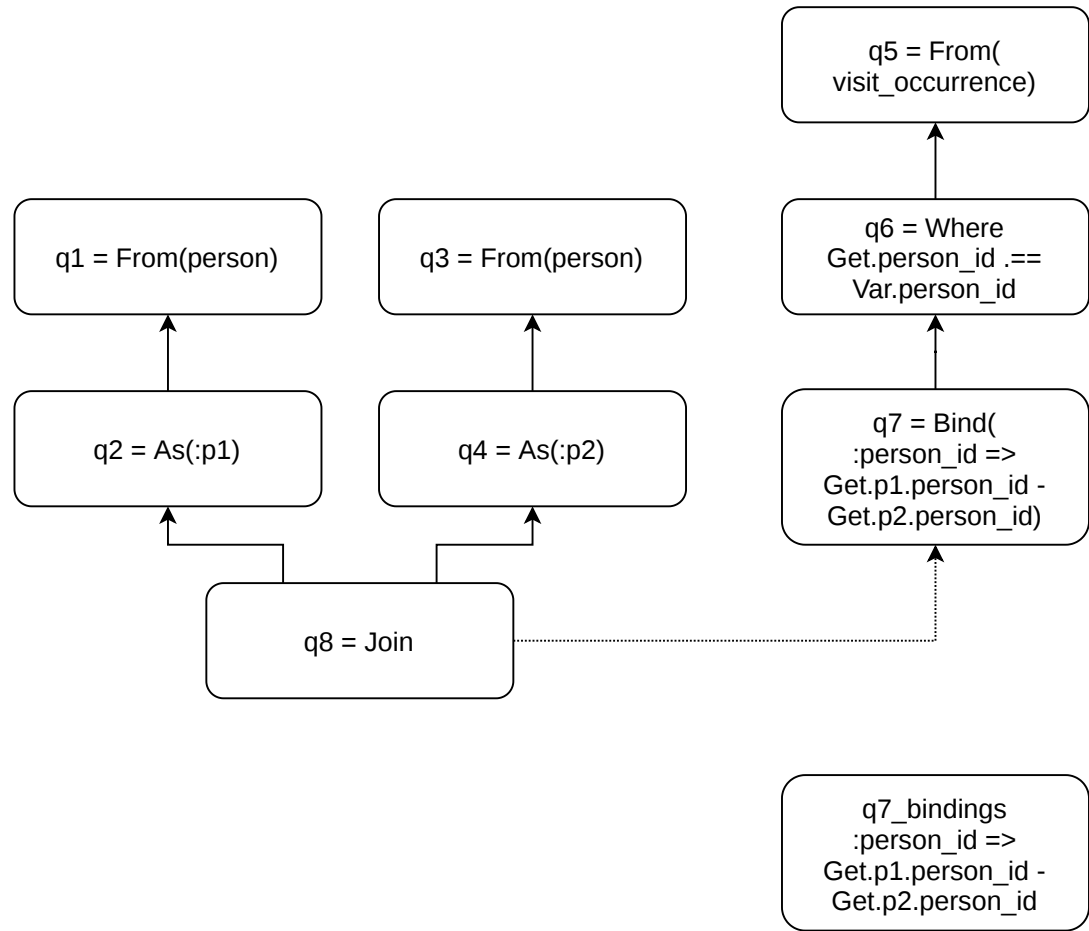 q5 = From(
visit_occurrence)
q1 = From(person)
q3 = From(person)
q6 = Where
Get.person_id .==
Var.person_id
q2 = As(:p1)
q4 = As(:p2)
q7 = Bind(
:person_id =>
Get.p1.person_id -
Get.p2.person_id)
q8 = Join
q7_bindings
:person_id =>
Get.p1.person_id -
Get.p2.person_id